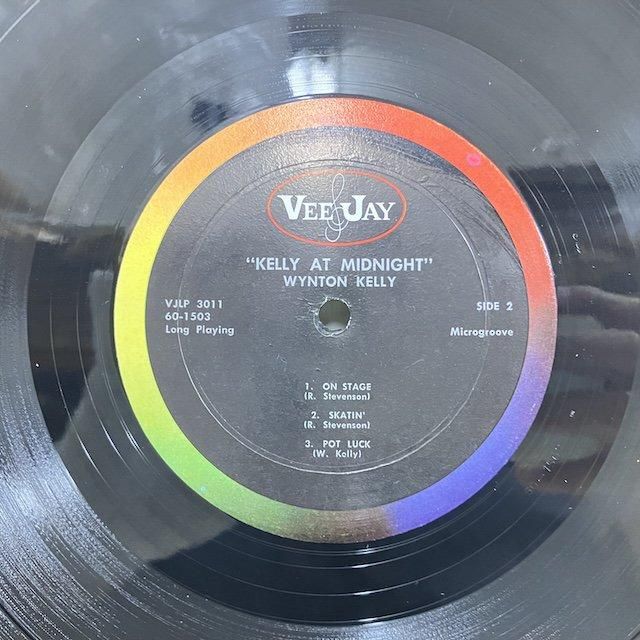 VEE JAY
"KELLY AT MIDNIGHT"
WYNTON KELLY
VJLP 3011
60-1503
Long Playing
SIDE 2
Microgroove
1. ON STAGE
(R. Stevenson)
2. SKATIN'
(R. Stevenson)
3. POT LUCK
(W. Kelly)